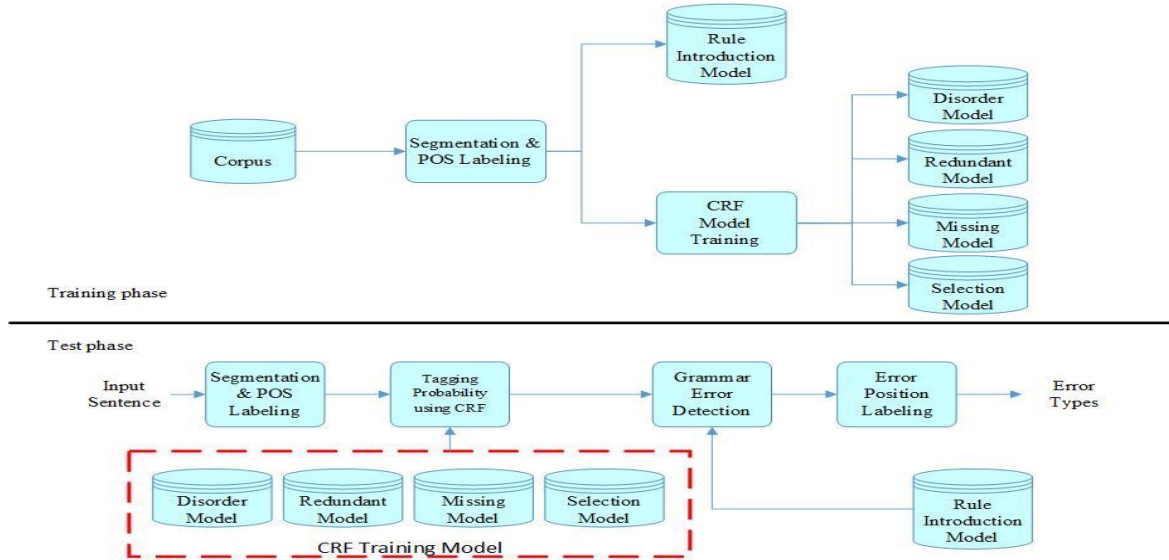 Rule
Introduction
Model
Disorder
Model
Corpus
Segmentation &
POS Labeling
Redundant
Model
CRF
Model
Training
Missing
Model
Selection
Model
Training phase
Test phase
Input
Sentence
Segmentation
& POS
Labeling
Tagging
Probability
using CRF
Grammar
Error
Detection
Error
Position
Labeling
Error
Types
Disorder
Model
Redundant
Model
Missing
Model
Selection
Model
CRF Training Model
Rule
Introduction
Model